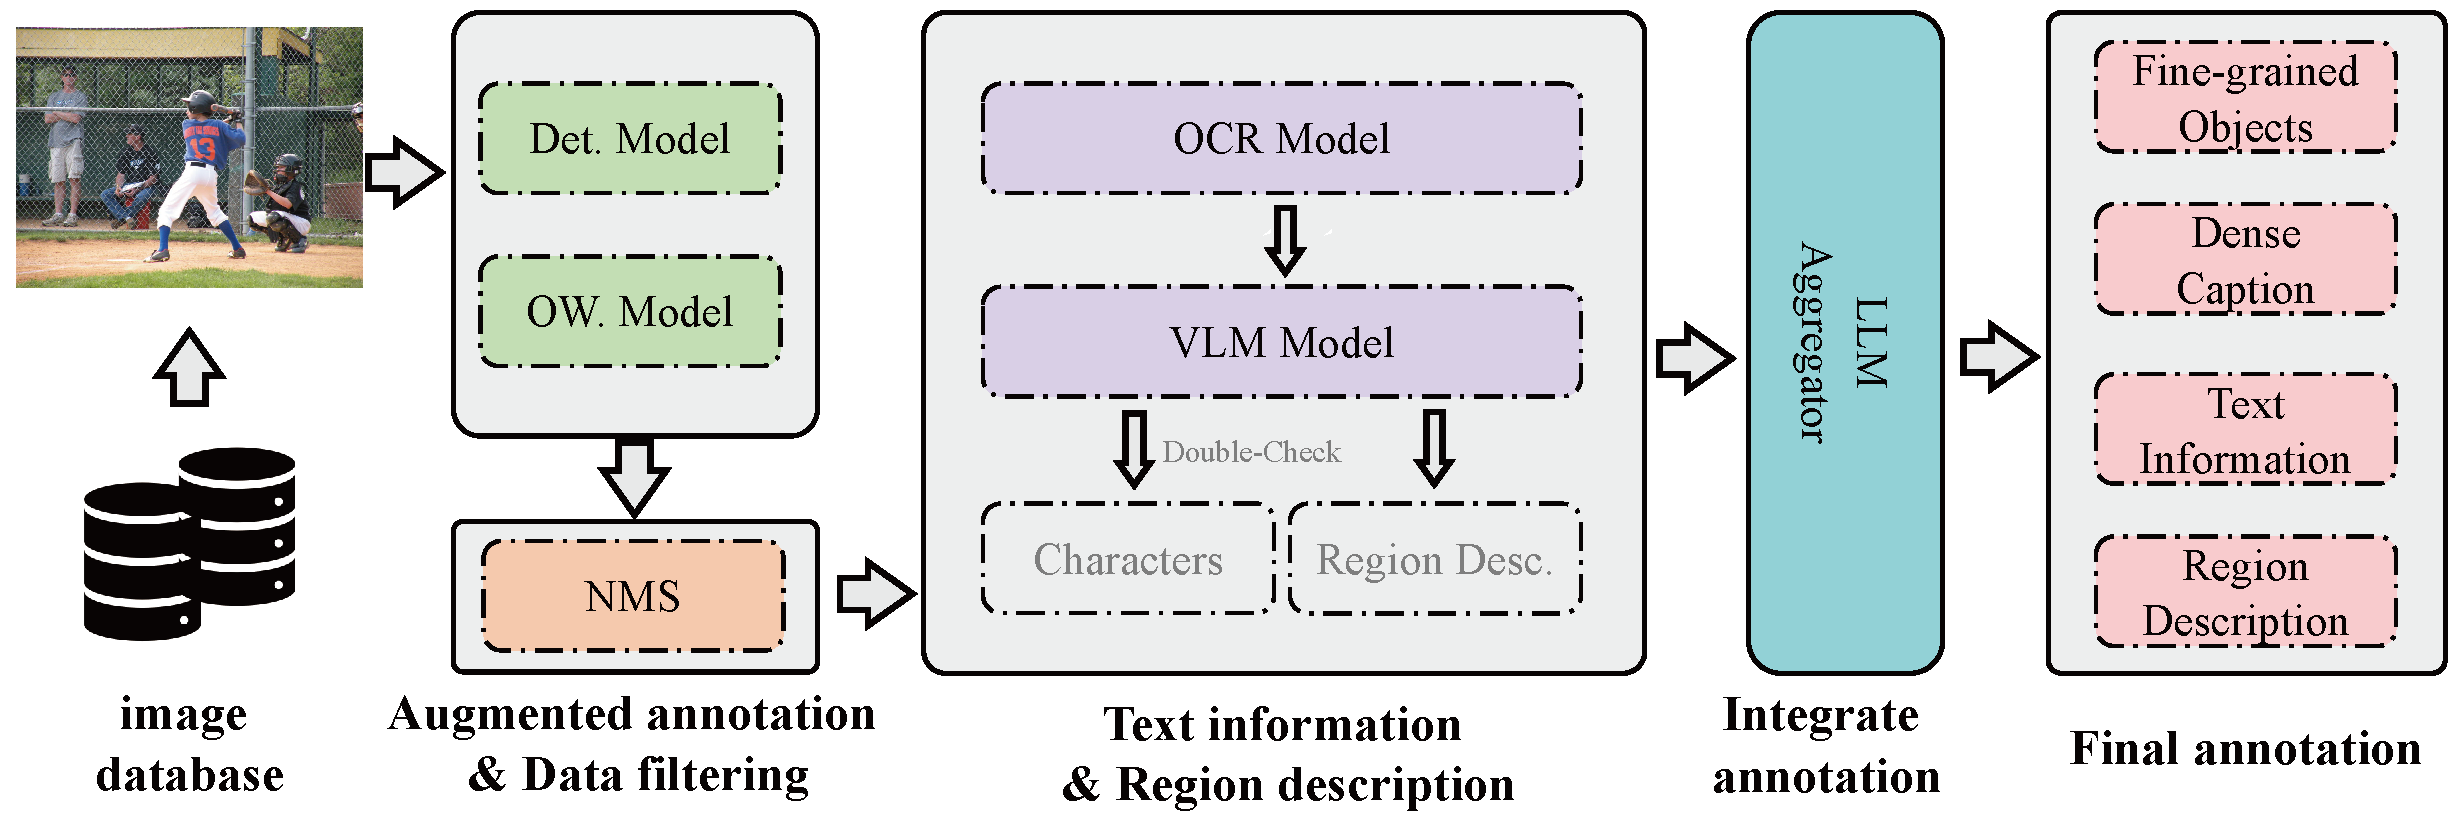 13
Det. Model
OW. Model
NMS
OCR Model
VLM Model
Double-Check
Characters
Region Desc.
LLM
Aggregator
Fine-grained
Objects
Dense
Caption
Text
Information
Region
Description
image
database
Augmented annotation
& Data filtering
Text information
& Region description
Integrate
annotation
Final annotation